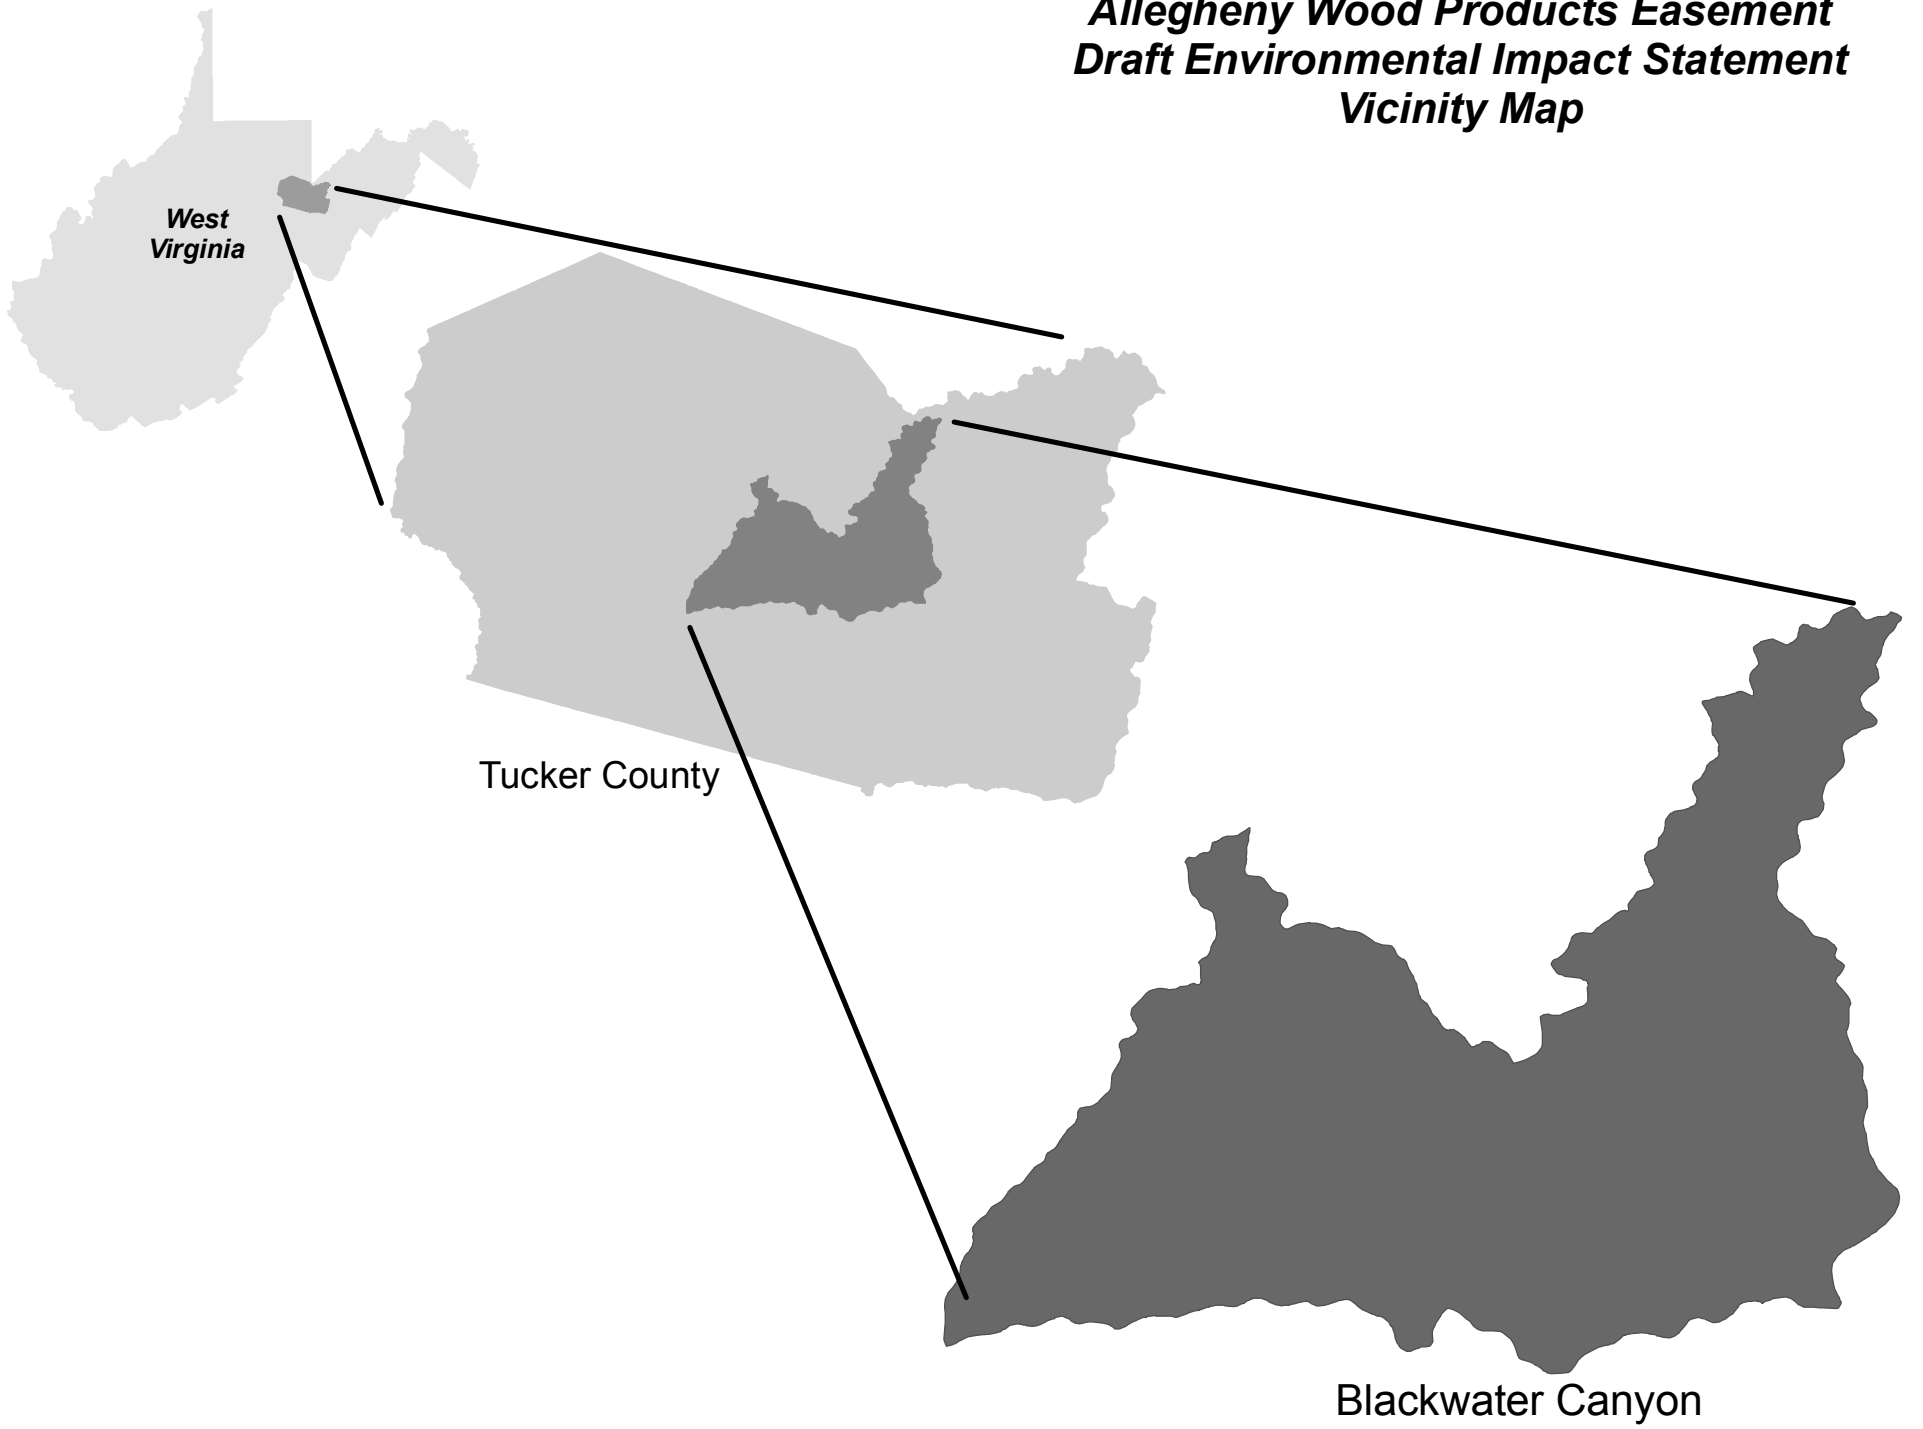 Allegheny Wood Products Easement
Draft Environmental Impact Statement
Vicinity Map
West
Virginia
Tucker County
Blackwater Canyon